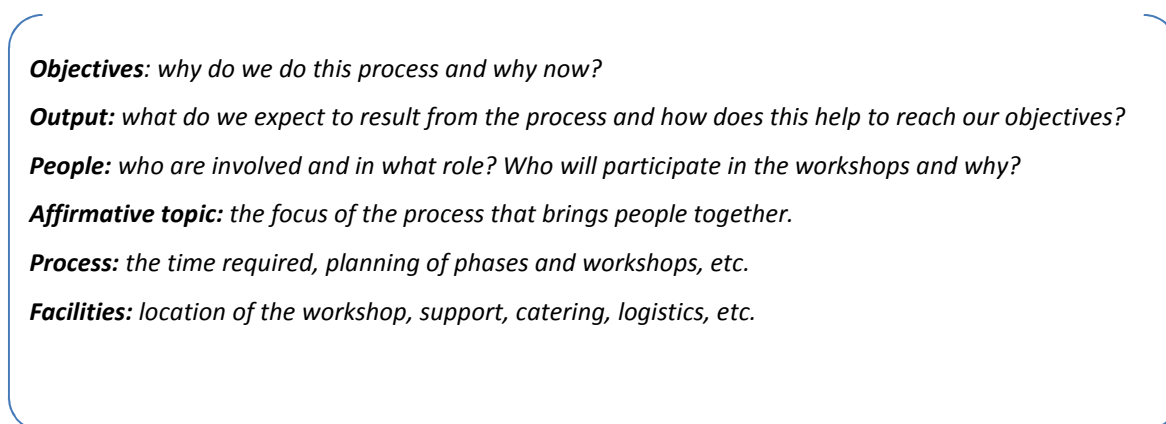 Objectives: why do we do this process and why now?
Output: what do we expect to result from the process and how does this help to reach our objectives?
People: who are involved and in what role? Who will participate in the workshops and why?
Affirmative topic: the focus of the process that brings people together.
Process: the time required, planning of phases and workshops, etc.
Facilities: location of the workshop, support, catering, logistics, etc.